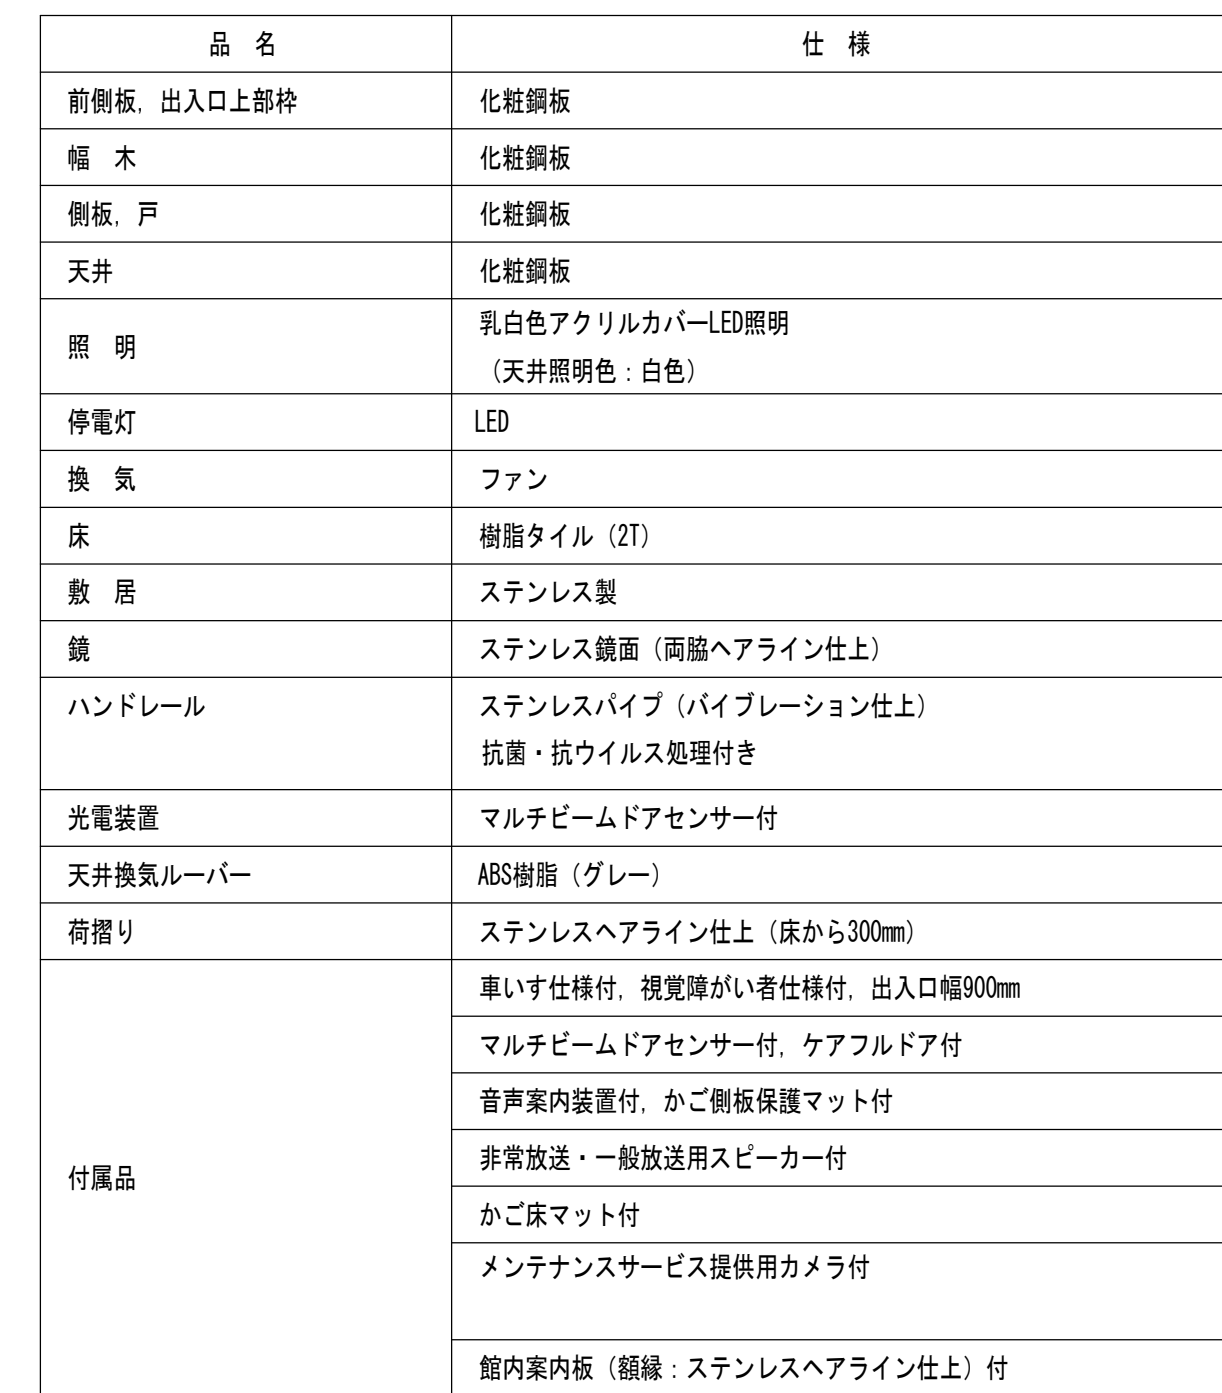 品　名　仕　様
前側板，出入口上部枠　化粧鋼板
幅　木　化粧鋼板
側板，戸　化粧鋼板
天井　化粧鋼板
照　明　乳白色アクリルカバーLED照明
（天井照明色：白色）
停電灯　LED
換　気　ファン
床　樹脂タイル（2T）
敷　居　ステンレス製
鏡　ステンレス鏡面（両脇ヘアライン仕上）
ハンドレール　ステンレスパイプ（バイブレーション仕上）
抗菌・抗ウイルス処理付き
光電装置　マルチビームドアセンサー付
天井換気ルーバー　ABS樹脂（グレー）
荷摺り　ステンレスヘアライン仕上（床から300mm）
付属品　車いす仕様付，視覚障がい者仕様付，出入口幅900mm
マルチビームドアセンサー付，ケアフルドア付
音声案内装置付，かご側板保護マット付
非常放送・一般放送用スピーカー付
かご床マット付
メンテナンスサービス提供用カメラ付
館内案内板（額縁：ステンレスヘアライン仕上）付